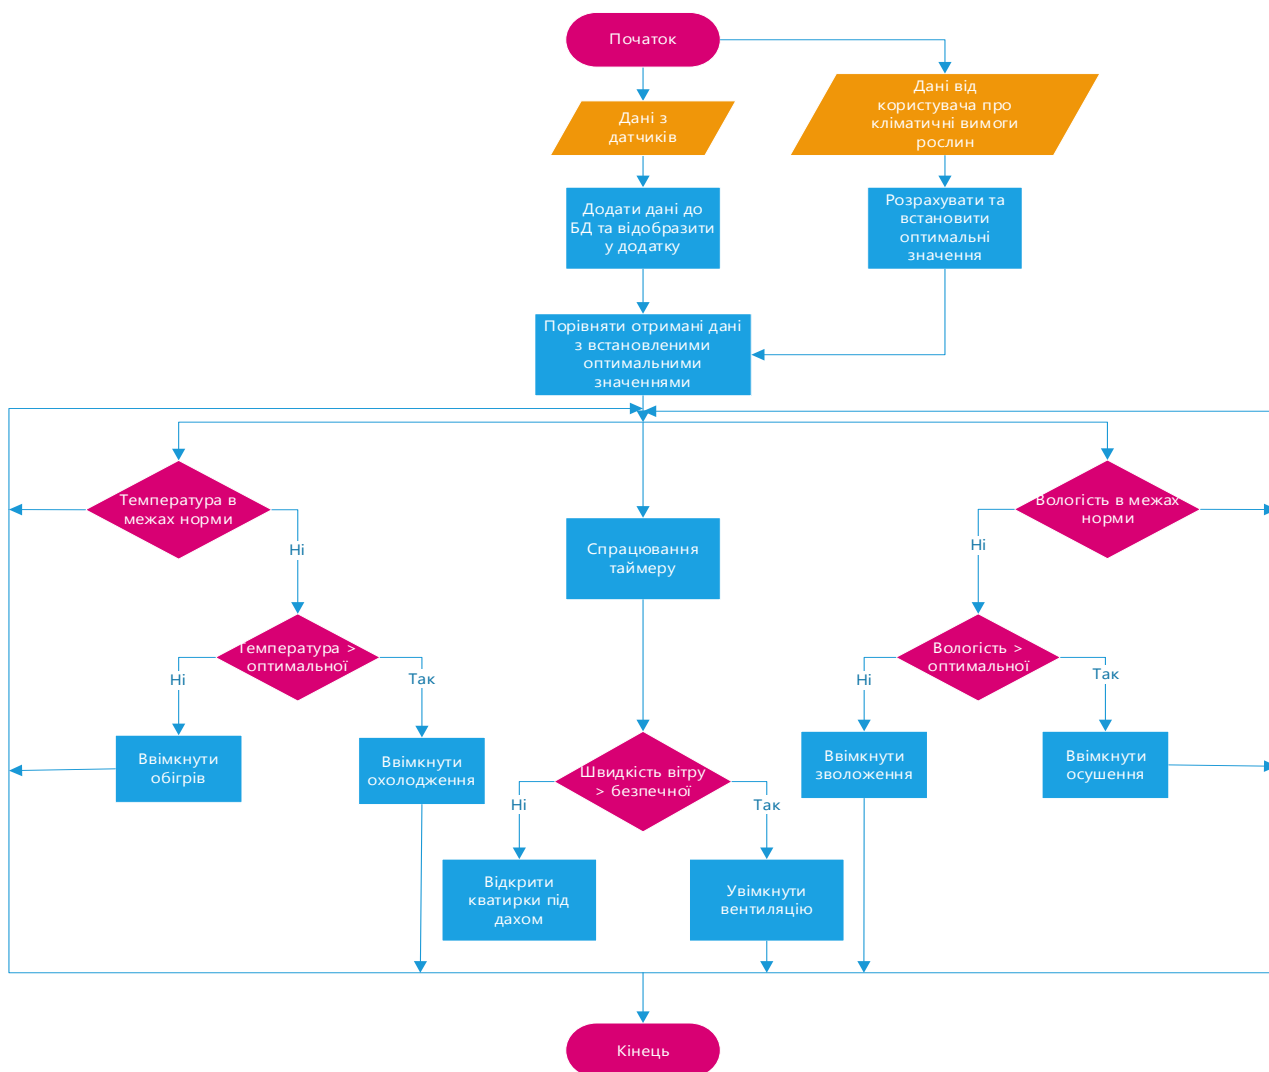 Початок
Дані з
датчиків
Дані від
користувача про
кліматичні вимоги
рослин
Додати дані до
БД та відобразити
у додатку
Розрахувати та
встановити
оптимальні
значення
Порівняти отримані дані
з встановленими
оптимальними
значеннями
Температура в
межах норми
Вологість в межах
норми
Ні
Спрацювання
таймеру
Ні
Температура >
оптимальної
Вологість >
оптимальної
Ні
Так
Ні
Так
Ввімкнути
обігрів
Ввімкнути
охолодження
Швидкість вітру
> безпечної
Ввімкнути
зволоження
Ввімкнути
осушення
Ні
Так
Відкрити
кватирки під
дахом
Увімкнути
вентиляцію
Кінець